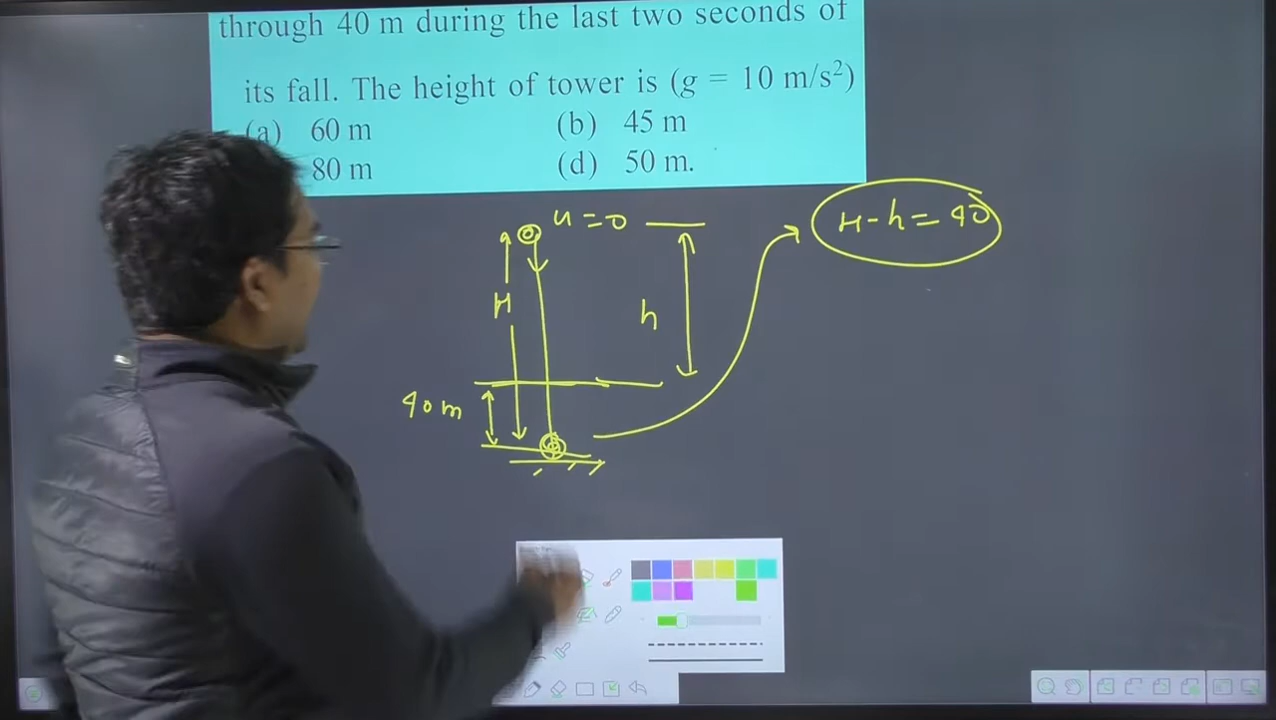 through 40 m during the last two seconds of
its fall. The height of tower is (g = 10 m/s²)
(a) 60 m (b) 45 m
80 m (d) 50 m.
u = 0
H - h = 40
H
h
40 m